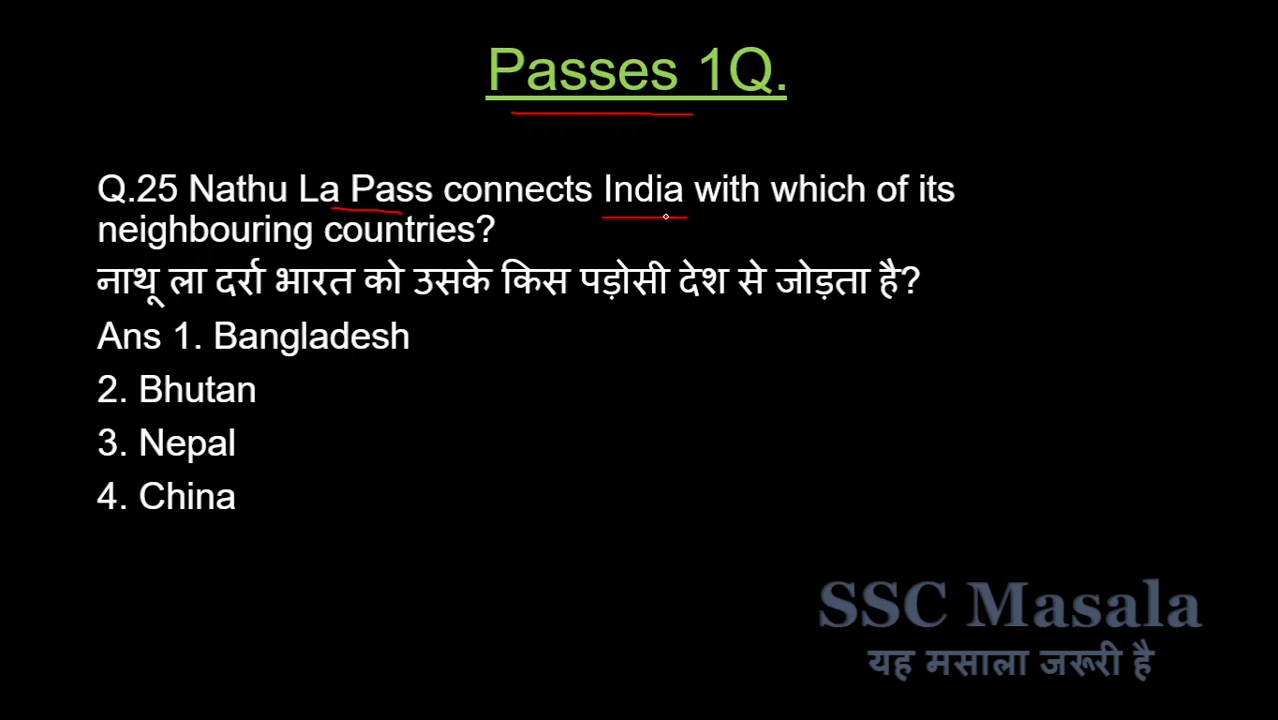 Passes 1Q.
Q.25 Nathu La Pass connects India with which of its
neighbouring countries?
नाथू ला दर्रा भारत को उसके किस पड़ोसी देश से जोड़ता है?
Ans 1. Bangladesh
2. Bhutan
3. Nepal
4. China
SSC Masala
यह मसाला जरूरी है